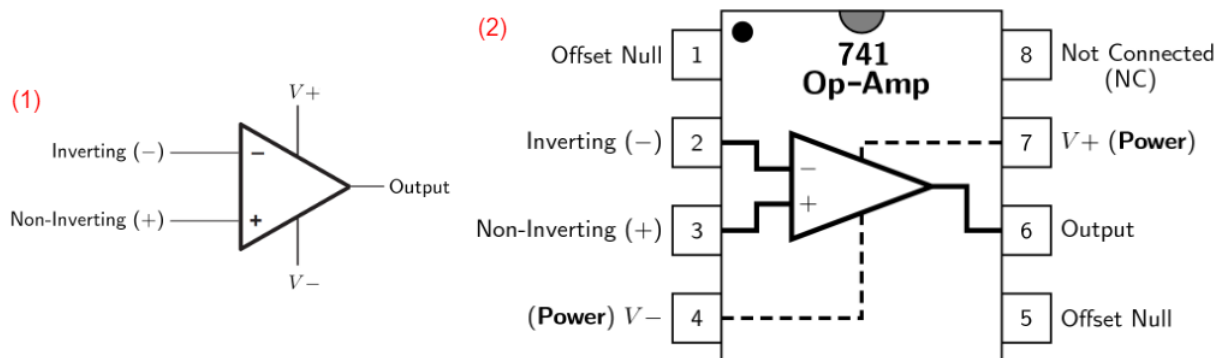 (1)
V+
Inverting (−)
−
Output
Non-Inverting (+)
+
V−
(2)
741
Op-Amp
Offset Null 1
8 Not Connected
(NC)
Inverting (−) 2
−
7 V+ (Power)
Non-Inverting (+) 3
+
6 Output
(Power) V− 4
5 Offset Null